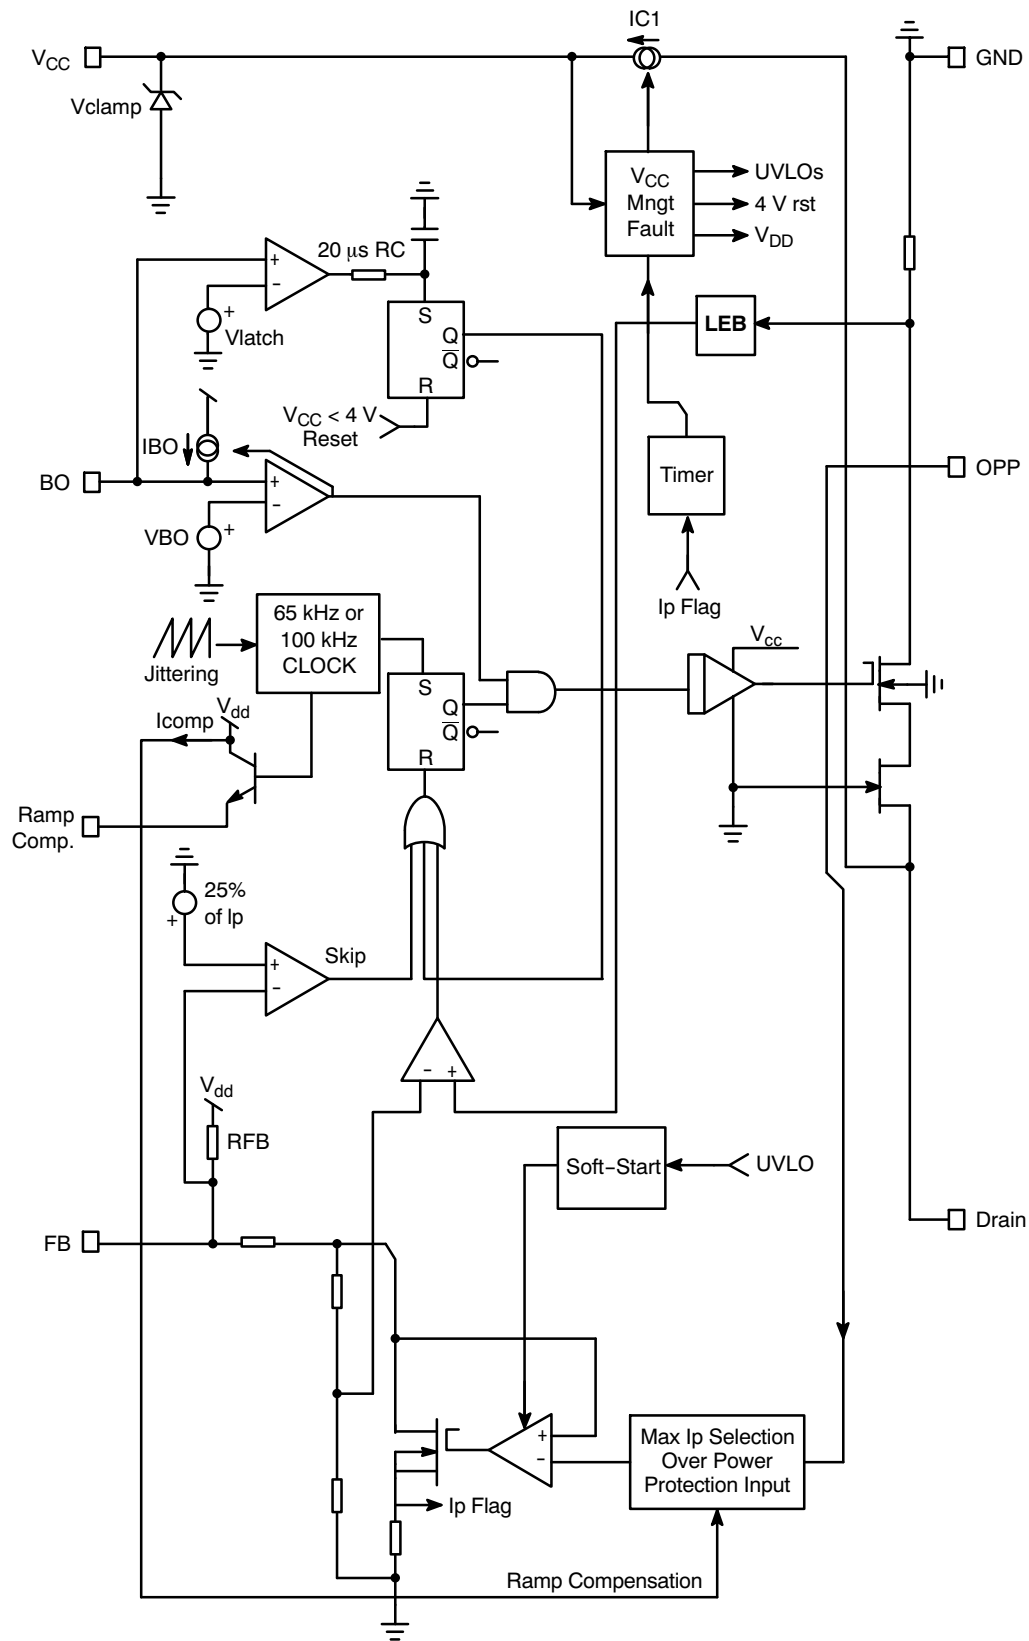 IC1
VCC
GND
Vclamp
VCC
Mngt
Fault
UVLOs
4 V rst
VDD
20 μs RC
+
−
+
Vlatch
S
Q
Q
R
LEB
VCC < 4 V
Reset
IBO
BO
+
−
VBO
+
Timer
OPP
Ip Flag
65 kHz or
100 kHz
CLOCK
Jittering
Vcc
S
Q
Q
R
Icomp
Vdd
Ramp
Comp.
25%
of Ip
+
Skip
+
−
− +
Vdd
RFB
Soft−Start
UVLO
FB
Drain
+
−
Max Ip Selection
Over Power
Protection Input
Ip Flag
Ramp Compensation